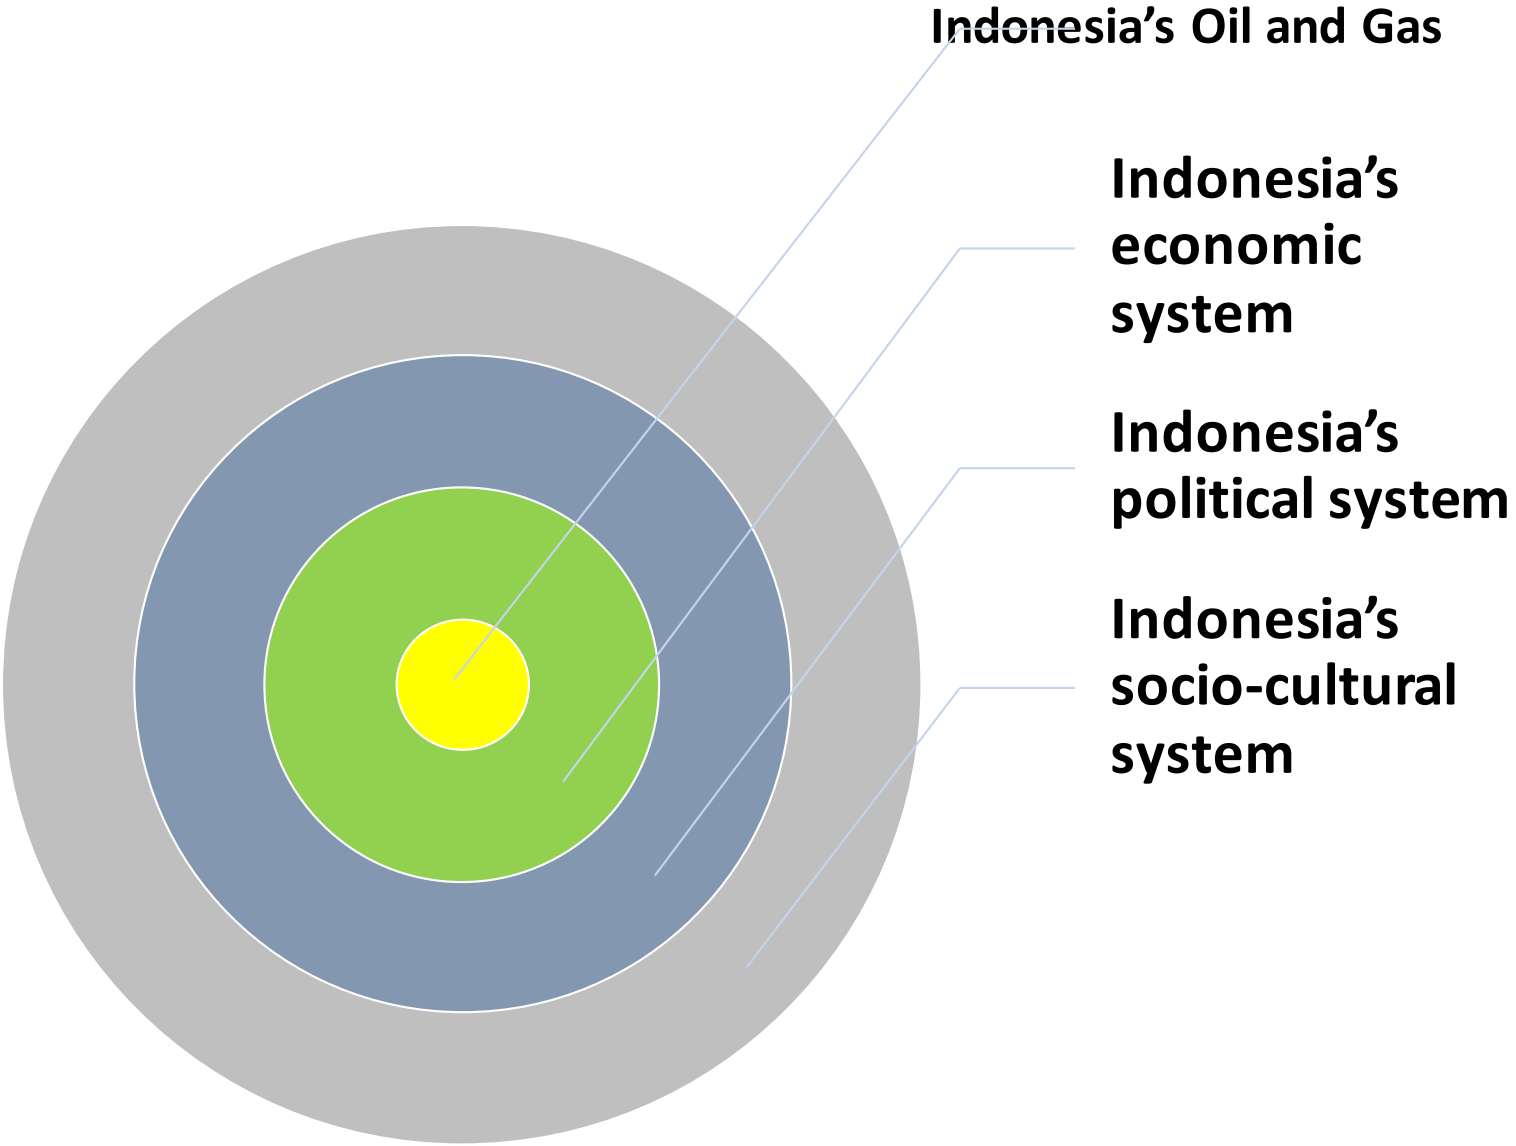 Indonesia’s Oil and Gas
Indonesia’s
economic
system
Indonesia’s
political system
Indonesia’s
socio-cultural
system